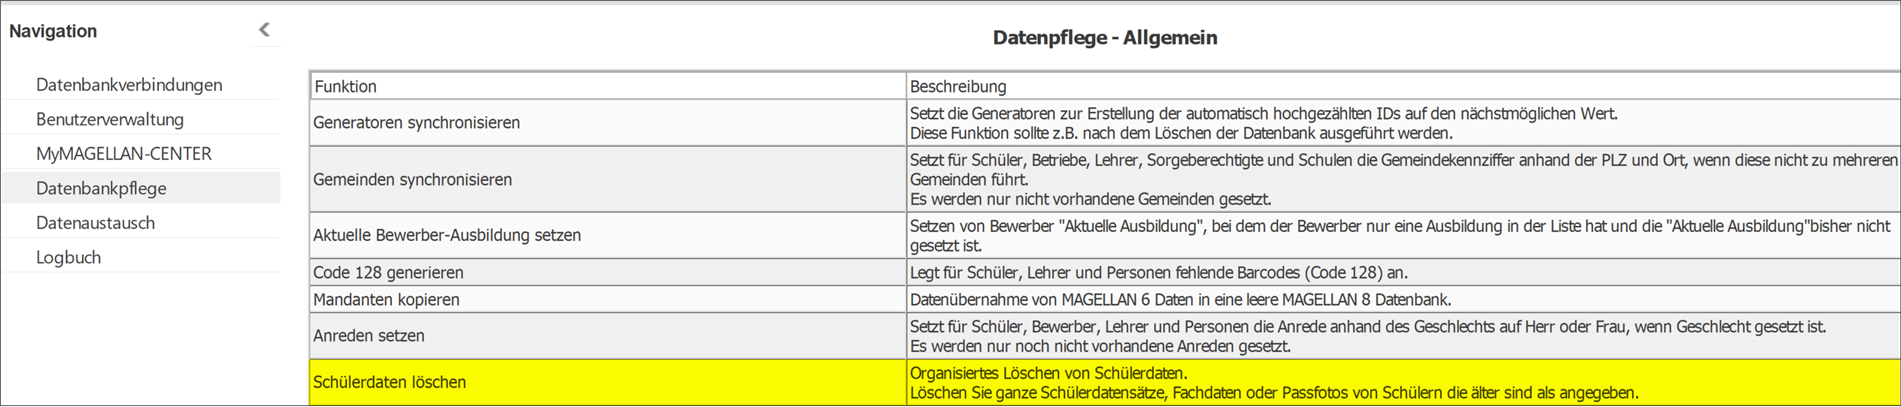 Navigation
Datenbankverbindungen
Benutzerverwaltung
MyMAGELLAN-CENTER
Datenbankpflege
Datenaustausch
Logbuch
Datenpflege - Allgemein
Funktion
Beschreibung
Generatoren synchronisieren
Setzt die Generatoren zur Erstellung der automatisch hochgezählten IDs auf den nächstmöglichen Wert.
Diese Funktion sollte z.B. nach dem Löschen der Datenbank ausgeführt werden.
Gemeinden synchronisieren
Setzt für Schüler, Betriebe, Lehrer, Sorgeberechtigte und Schulen die Gemeindekennziffer anhand der PLZ und Ort, wenn diese nicht zu mehreren
Gemeinden führt.
Es werden nur nicht vorhandene Gemeinden gesetzt.
Aktuelle Bewerber-Ausbildung setzen
Setzen von Bewerber "Aktuelle Ausbildung", bei dem der Bewerber nur eine Ausbildung in der Liste hat und die "Aktuelle Ausbildung"bisher nicht
gesetzt ist.
Code 128 generieren
Legt für Schüler, Lehrer und Personen fehlende Barcodes (Code 128) an.
Mandanten kopieren
Datenübernahme von MAGELLAN 6 Daten in eine leere MAGELLAN 8 Datenbank.
Anreden setzen
Setzt für Schüler, Bewerber, Lehrer und Personen die Anrede anhand des Geschlechts auf Herr oder Frau, wenn Geschlecht gesetzt ist.
Es werden nur noch nicht vorhandene Anreden gesetzt.
Schülerdaten löschen
Organisiertes Löschen von Schülerdaten.
Löschen Sie ganze Schülerdatensätze, Fachdaten oder Passfotos von Schülern die älter sind als angegeben.